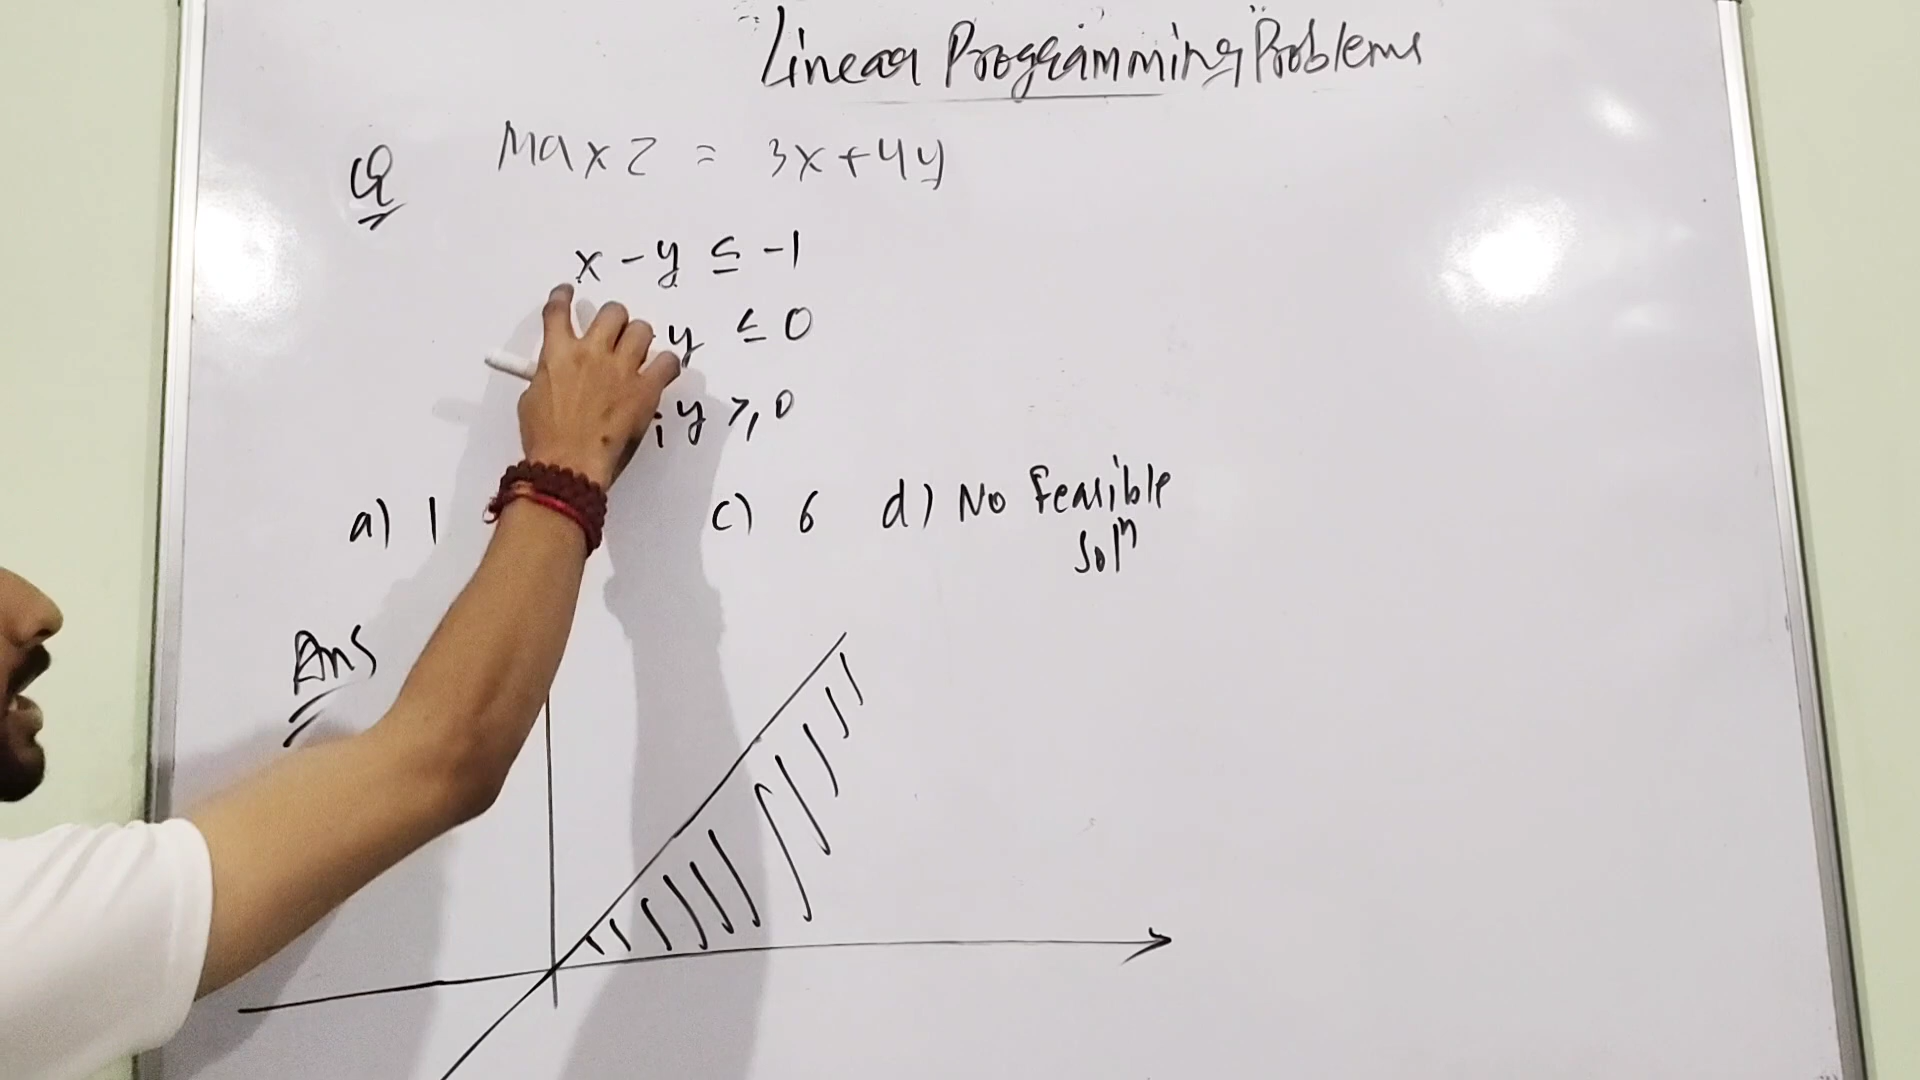 Linear Programming Problems
Q Max Z = 3x+4y
x - y ≤ -1
y ≤ 0
, y ≥ 0
a) 1 c) 6 d) No Feasible
Solⁿ
Ans